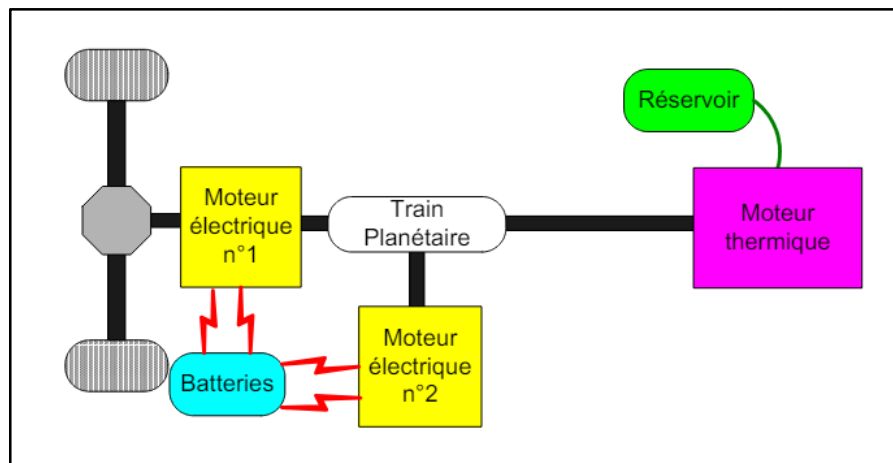 Réservoir
Moteur
électrique
n°1
Train
Planétaire
Moteur
thermique
Moteur
électrique
n°2
Batteries